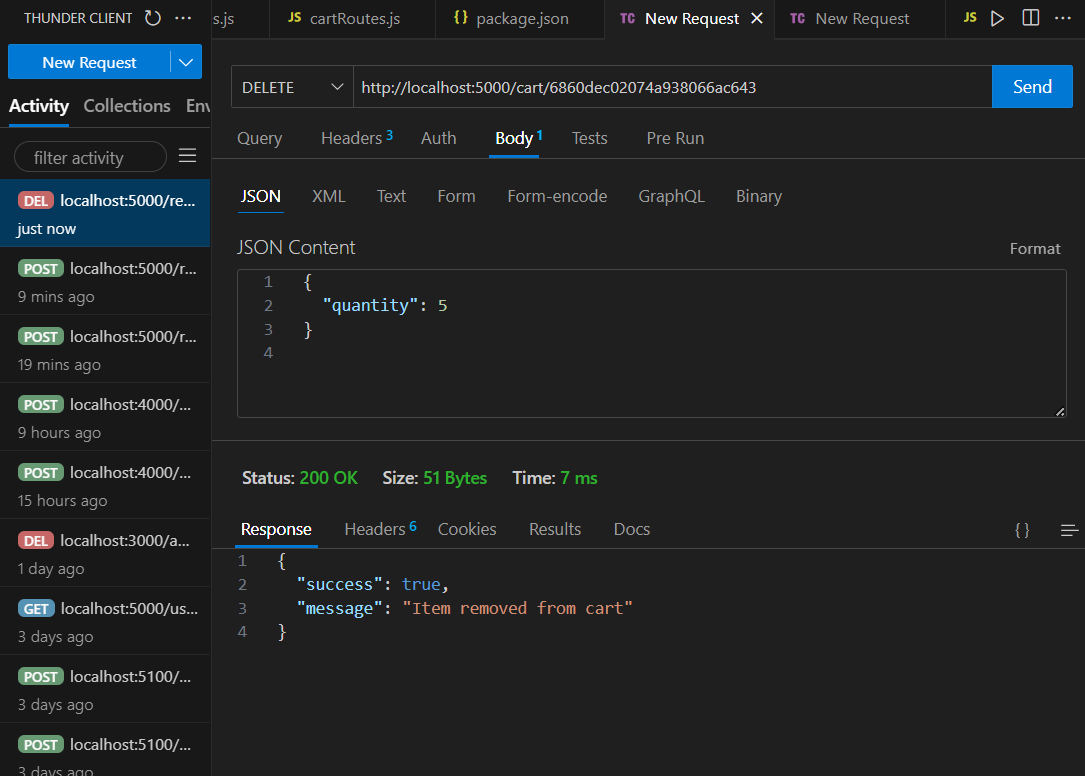 THUNDER CLIENT
s.js
JS cartRoutes.js
{} package.json
TC New Request
TC New Request
JS
New Request
Activity Collections Env
filter activity
DEL localhost:5000/re...
just now
POST localhost:5000/r...
9 mins ago
POST localhost:5000/r...
19 mins ago
POST localhost:4000/...
9 hours ago
POST localhost:4000/...
15 hours ago
DEL localhost:3000/a...
1 day ago
GET localhost:5000/us...
3 days ago
POST localhost:5100/...
3 days ago
POST localhost:5100/...
3 days ago
DELETE http://localhost:5000/cart/6860dec02074a938066ac643 Send
Query Headers 3 Auth Body 1 Tests Pre Run
JSON XML Text Form Form-encode GraphQL Binary
JSON Content Format
1 {
2 "quantity": 5
3 }
4
Status: 200 OK Size: 51 Bytes Time: 7 ms
Response Headers 6 Cookies Results Docs {}
1 {
2 "success": true,
3 "message": "Item removed from cart"
4 }